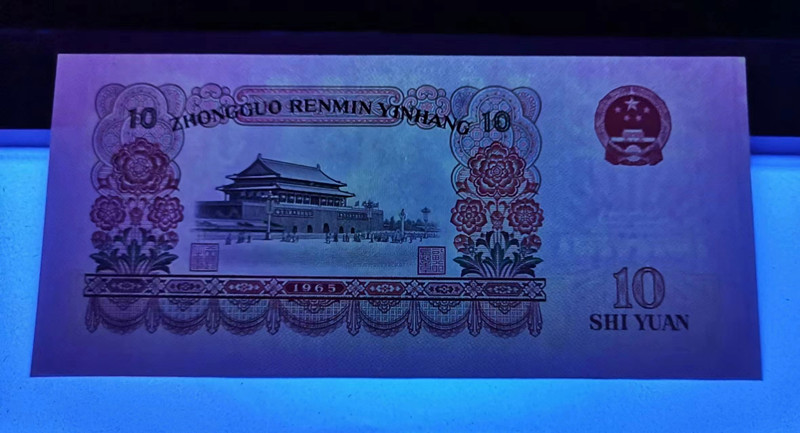 10 ZHONGGUO RENMIN YINHANG 10
1965
10
SHI YUAN